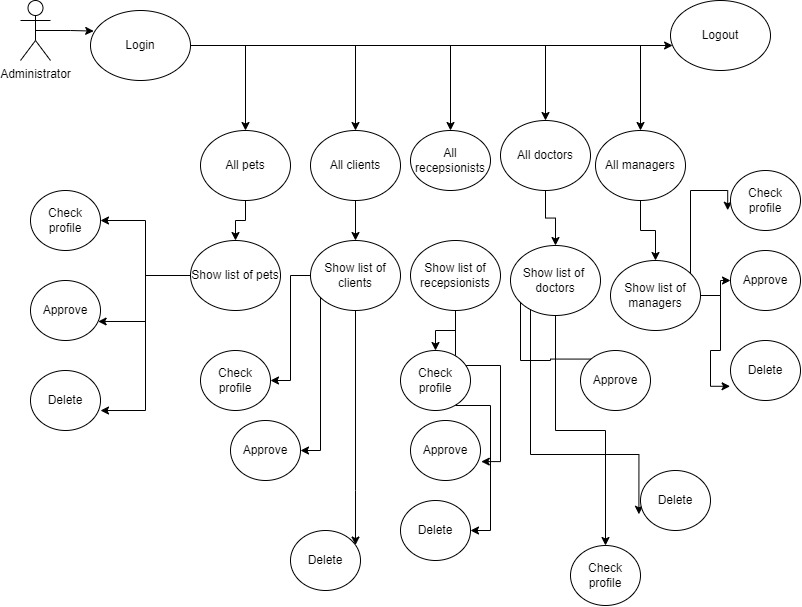 Administrator
Login
Logout
All pets
All clients
All
recepsionists
All doctors
All managers
Check
profile
Approve
Delete
Show list of pets
Show list of
clients
Show list of
recepsionists
Show list of
doctors
Show list of
managers
Check
profile
Approve
Delete
Check
profile
Approve
Delete
Check
profile
Approve
Delete
Approve
Delete
Check
profile